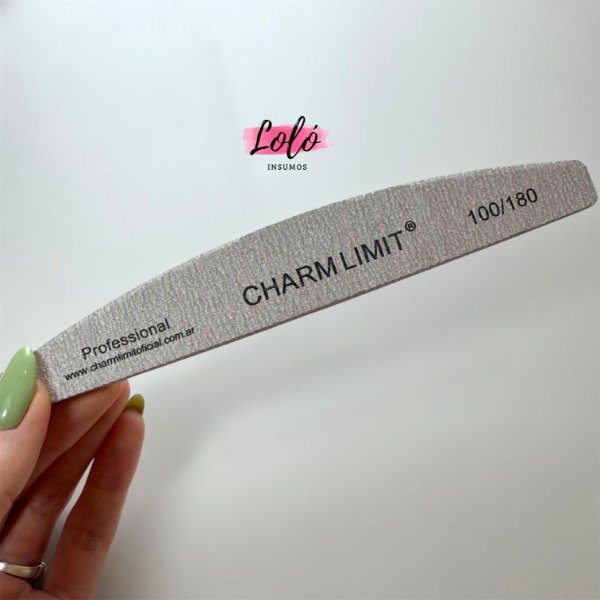 Loló
INSUMOS
100/180
CHARM LIMIT®
Professional
www.charmlimitoficial.com.ar